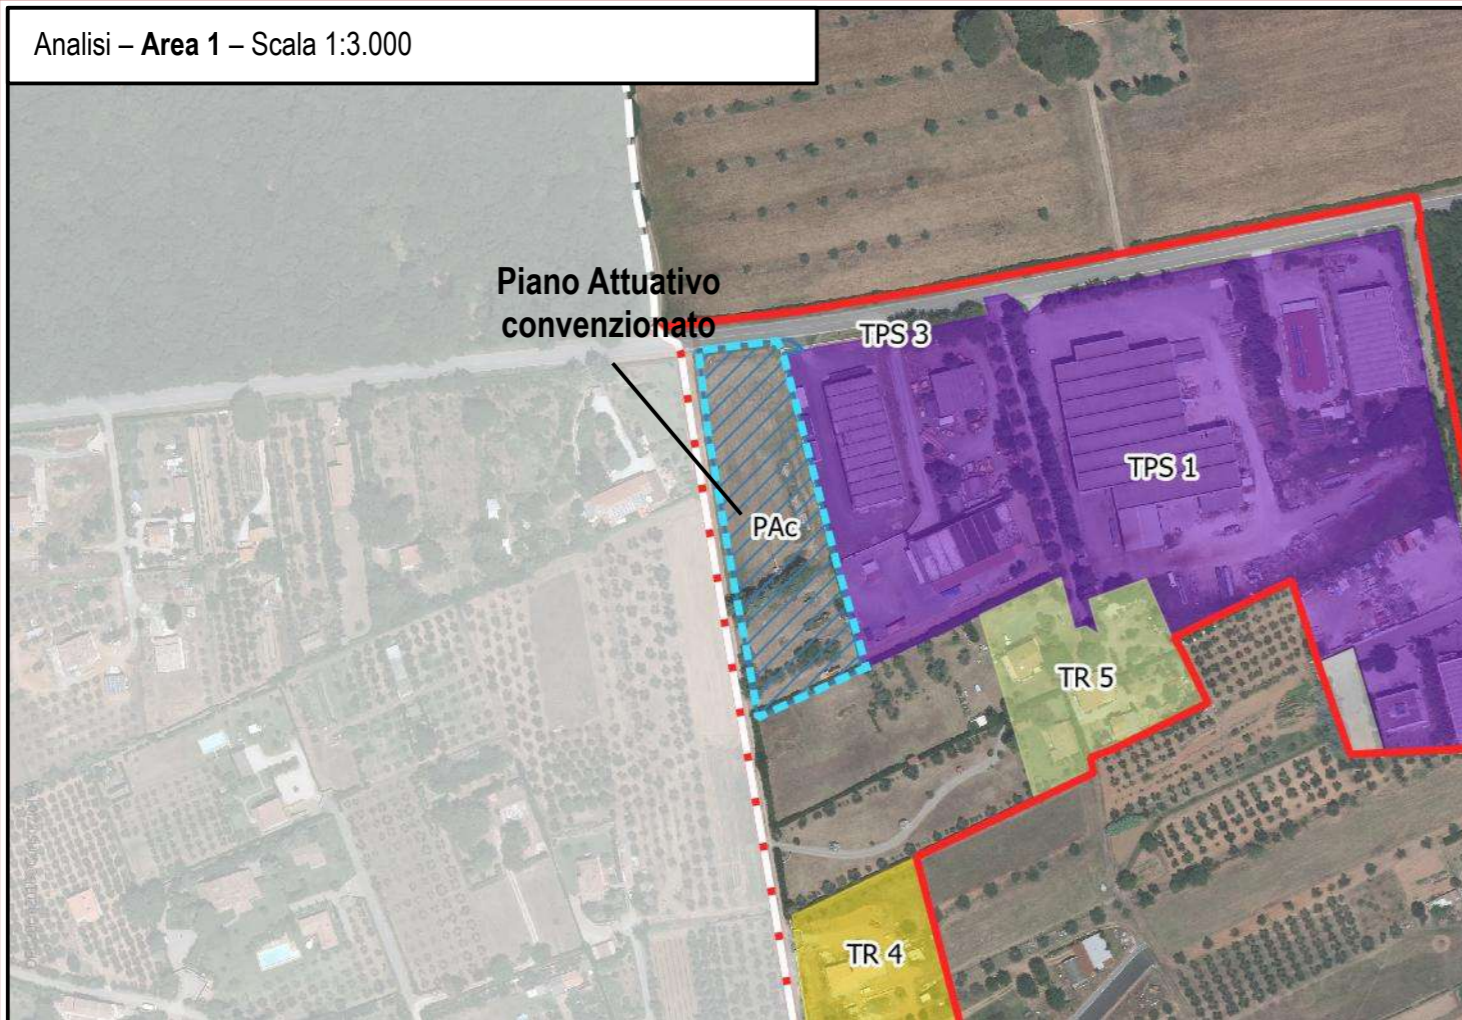 Analisi – Area 1 – Scala 1:3.000
Piano Attuativo
convenzionato
TPS 3
TPS 1
PAc
TR 5
TR 4